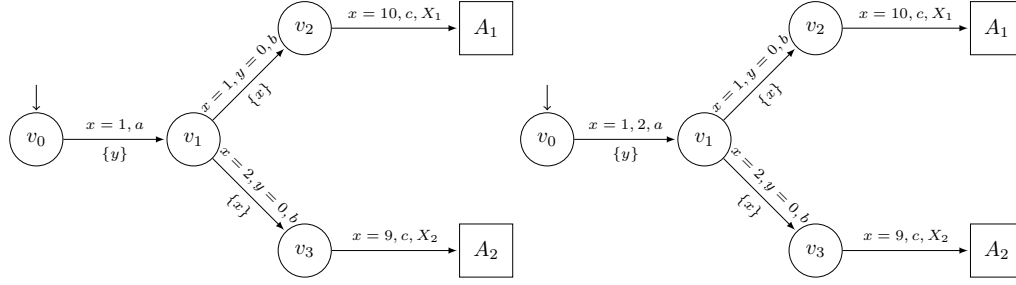 v₀
x = 1, a
{y}
v₁
x = 1, y = 0, b
{x}
v₂
x = 10, c, X₁
A₁
x = 2, y = 0, b
{x}
v₃
x = 9, c, X₂
A₂
v₀
x = 1, 2, a
{y}
v₁
x = 1, y = 0, b
{x}
v₂
x = 10, c, X₁
A₁
x = 2, y = 0, b
{x}
v₃
x = 9, c, X₂
A₂